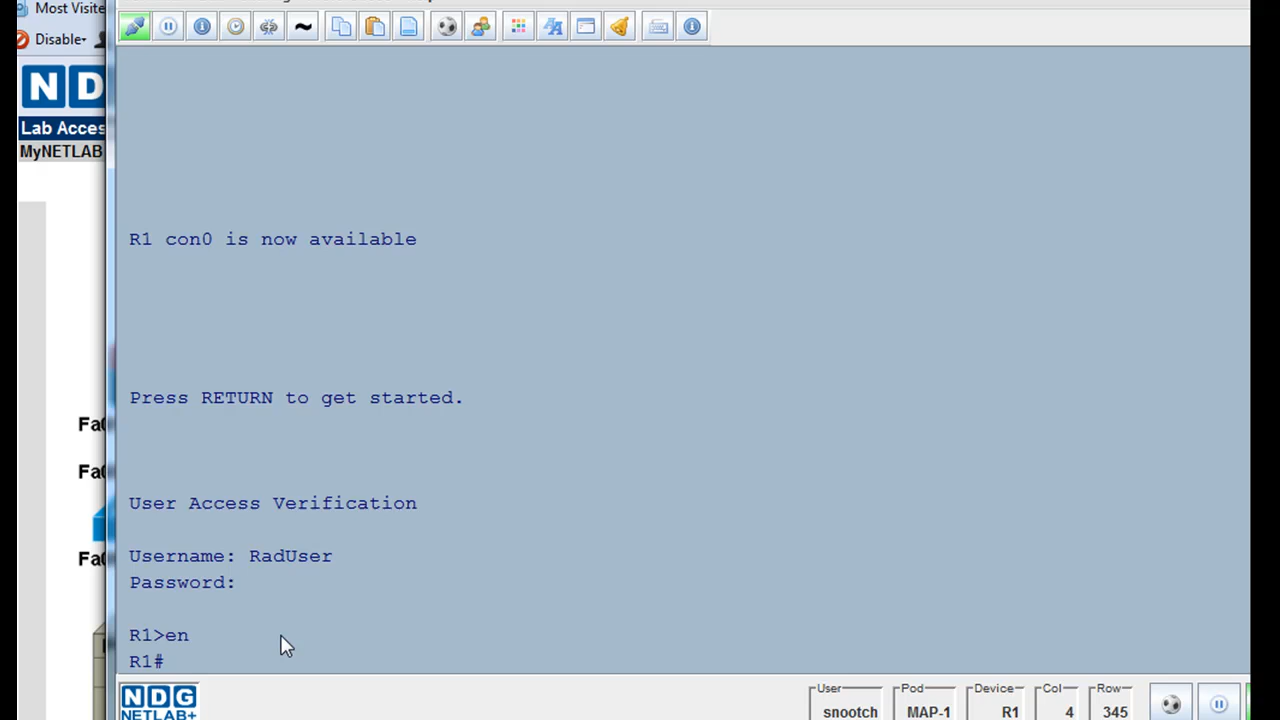 Most Visite
Disable
ND
Lab Acces
MyNETLAB
R1 con0 is now available
Press RETURN to get started.
Fa
Fa
User Access Verification
Username: RadUser
Fa
Password:
R1>en
R1#
NDG
NETLAB+
User
snootch
Pod
MAP-1
Device
R1
Col
4
Row
345